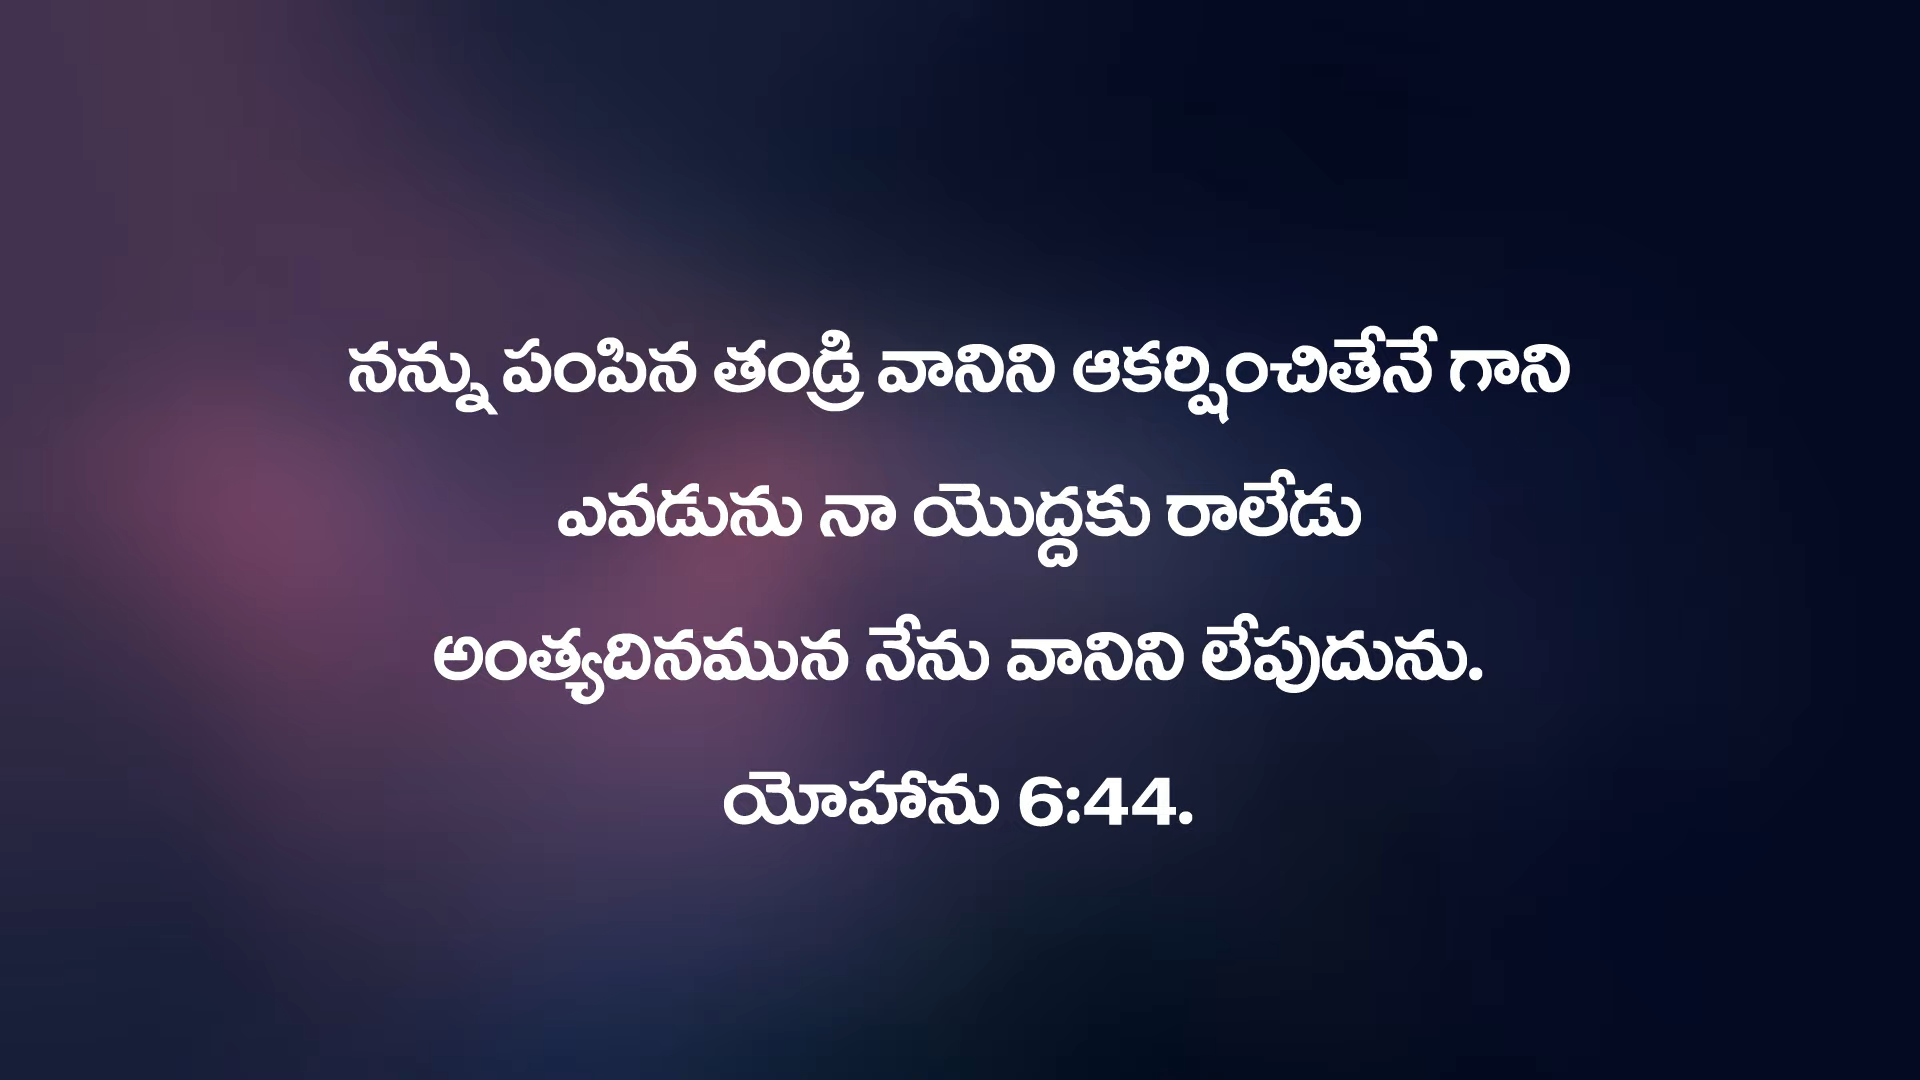 నన్ను పంపిన తండ్రి వానిని ఆకర్షించితేనే గాని
ఎవడును నా యొద్దకు రాలేడు
అంత్యదినమున నేను వానిని లేపుదును.
యోహాను 6:44.